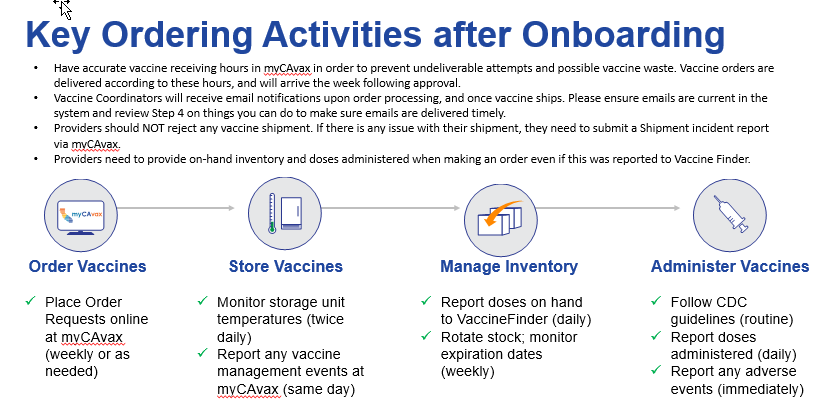 Key Ordering Activities after Onboarding
• Have accurate vaccine receiving hours in myCAvax in order to prevent undeliverable attempts and possible vaccine waste. Vaccine orders are
delivered according to these hours, and will arrive the week following approval.
• Vaccine Coordinators will receive email notifications upon order processing, and once vaccine ships. Please ensure emails are current in the
system and review Step 4 on things you can do to make sure emails are delivered timely.
• Providers should NOT reject any vaccine shipment. If there is any issue with their shipment, they need to submit a Shipment incident report
via myCAvax.
• Providers need to provide on-hand inventory and doses administered when making an order even if this was reported to Vaccine Finder.
myCAvax
Order Vaccines
✓ Place Order
Requests online
at myCAvax
(weekly or as
needed)
Store Vaccines
✓ Monitor storage unit
temperatures (twice
daily)
✓ Report any vaccine
management events at
myCAvax (same day)
Manage Inventory
✓ Report doses on hand
to VaccineFinder (daily)
✓ Rotate stock; monitor
expiration dates
(weekly)
Administer Vaccines
✓ Follow CDC
guidelines (routine)
✓ Report doses
administered (daily)
✓ Report any adverse
events (immediately)